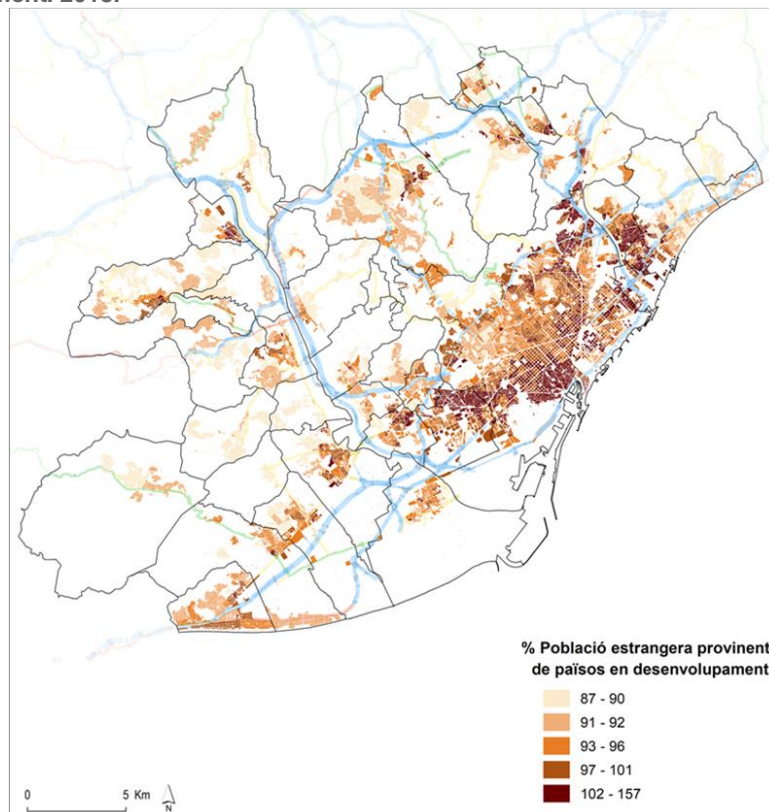 2015.
% Població estrangera provinent
de països en desenvolupament
87 - 90
91 - 92
93 - 96
97 - 101
102 - 157
0 5 Km
N